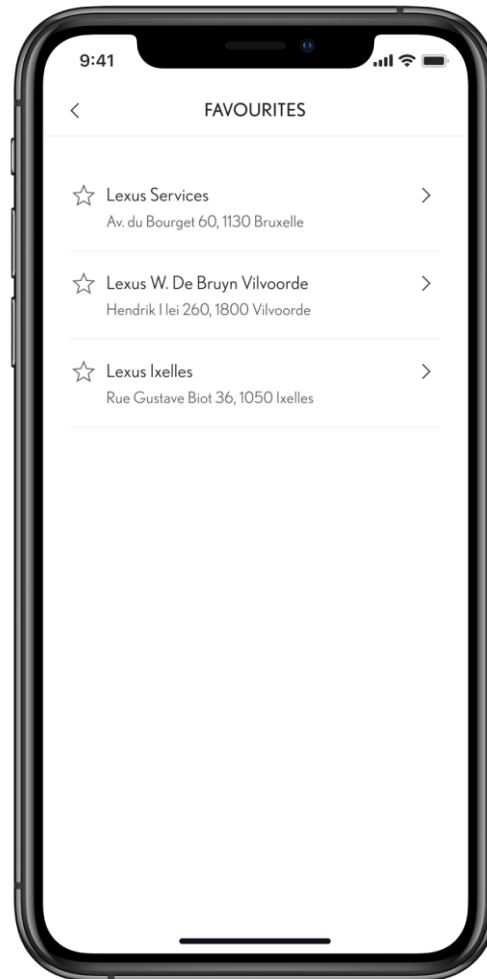 9:41
FAVOURITES
Lexus Services
Av. du Bourget 60, 1130 Bruxelle
Lexus W. De Bruyn Vilvoorde
Hendrik I lei 260, 1800 Vilvoorde
Lexus Ixelles
Rue Gustave Biot 36, 1050 Ixelles